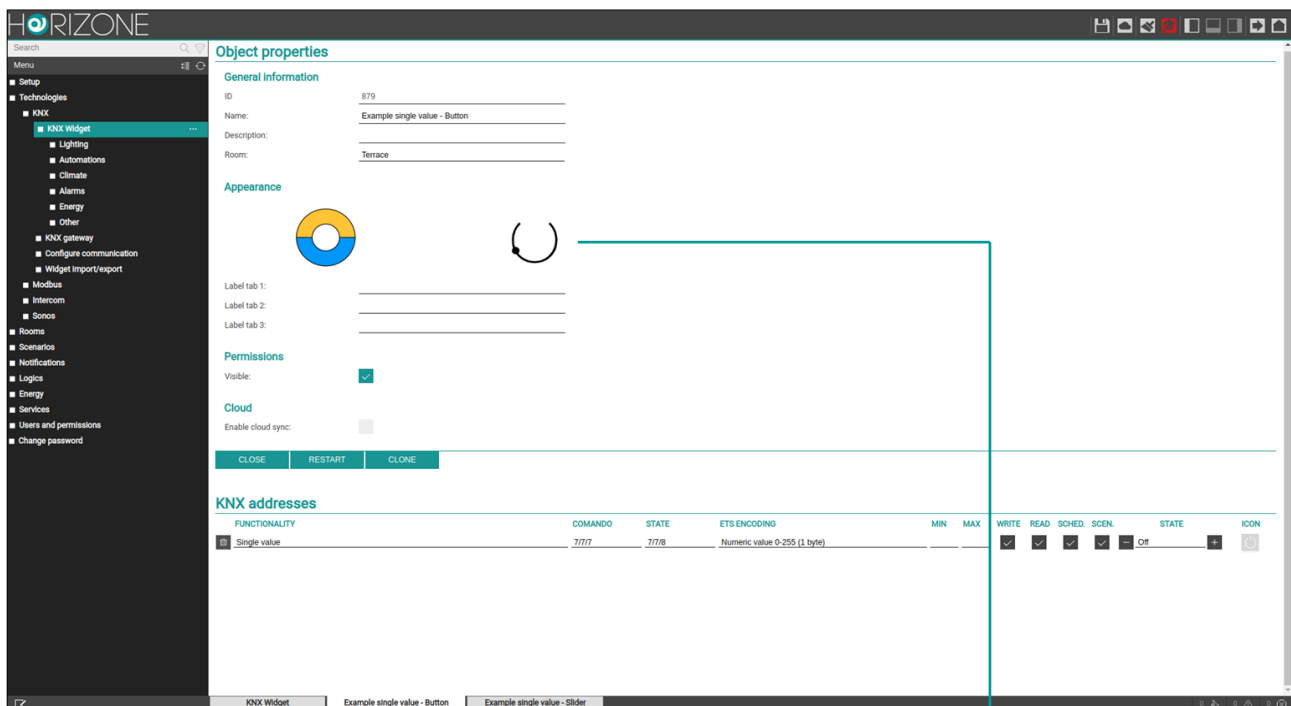 HORIZONE
Search
Menu
Setup
Technologies
KNX
KNX Widget ...
Lighting
Automations
Climate
Alarms
Energy
Other
KNX gateway
Configure communication
Widget import/export
Modbus
Intercom
Sonos
Rooms
Scenarios
Notifications
Logics
Energy
Services
Users and permissions
Change password
Object properties
General information
ID 879
Name: Example single value - Button
Description:
Room: Terrace
Appearance
Label tab 1:
Label tab 2:
Label tab 3:
Permissions
Visible:
Cloud
Enable cloud sync:
CLOSE RESTART CLONE
KNX addresses
FUNCTIONALITY COMANDO STATE ETS ENCODING MIN MAX WRITE READ SCHED. SCEN. STATE ICON
Single value 7/7/7 7/7/8 Numeric value 0-255 (1 byte) Off
KNX Widget Example single value - Button Example single value - Slider 0 0 0